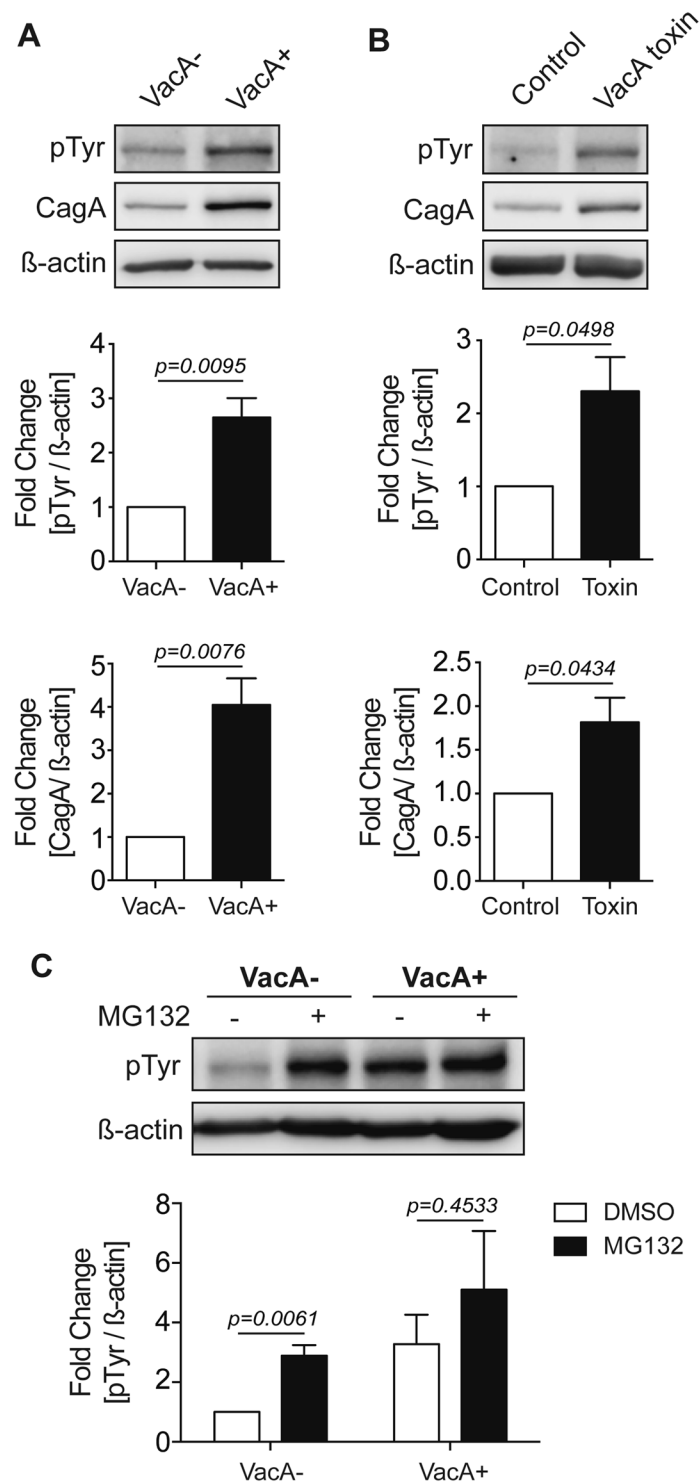 A
VacA-
VacA+
pTyr
CagA
ß-actin
4
3
2
1
0
Fold Change
[pTyr / ß-actin]
p=0.0095
VacA-
VacA+
5
4
3
2
1
0
Fold Change
[CagA/ ß-actin]
p=0.0076
VacA-
VacA+
B
Control
VacA toxin
pTyr
CagA
ß-actin
3
2
1
0
Fold Change
[pTyr / ß-actin]
p=0.0498
Control
Toxin
2.5
2.0
1.5
1.0
0.5
0.0
Fold Change
[CagA/ ß-actin]
p=0.0434
Control
Toxin
C
VacA-
VacA+
MG132
-
+
-
+
pTyr
ß-actin
8
6
4
2
0
Fold Change
[pTyr / ß-actin]
p=0.0061
p=0.4533
DMSO
MG132
VacA-
VacA+